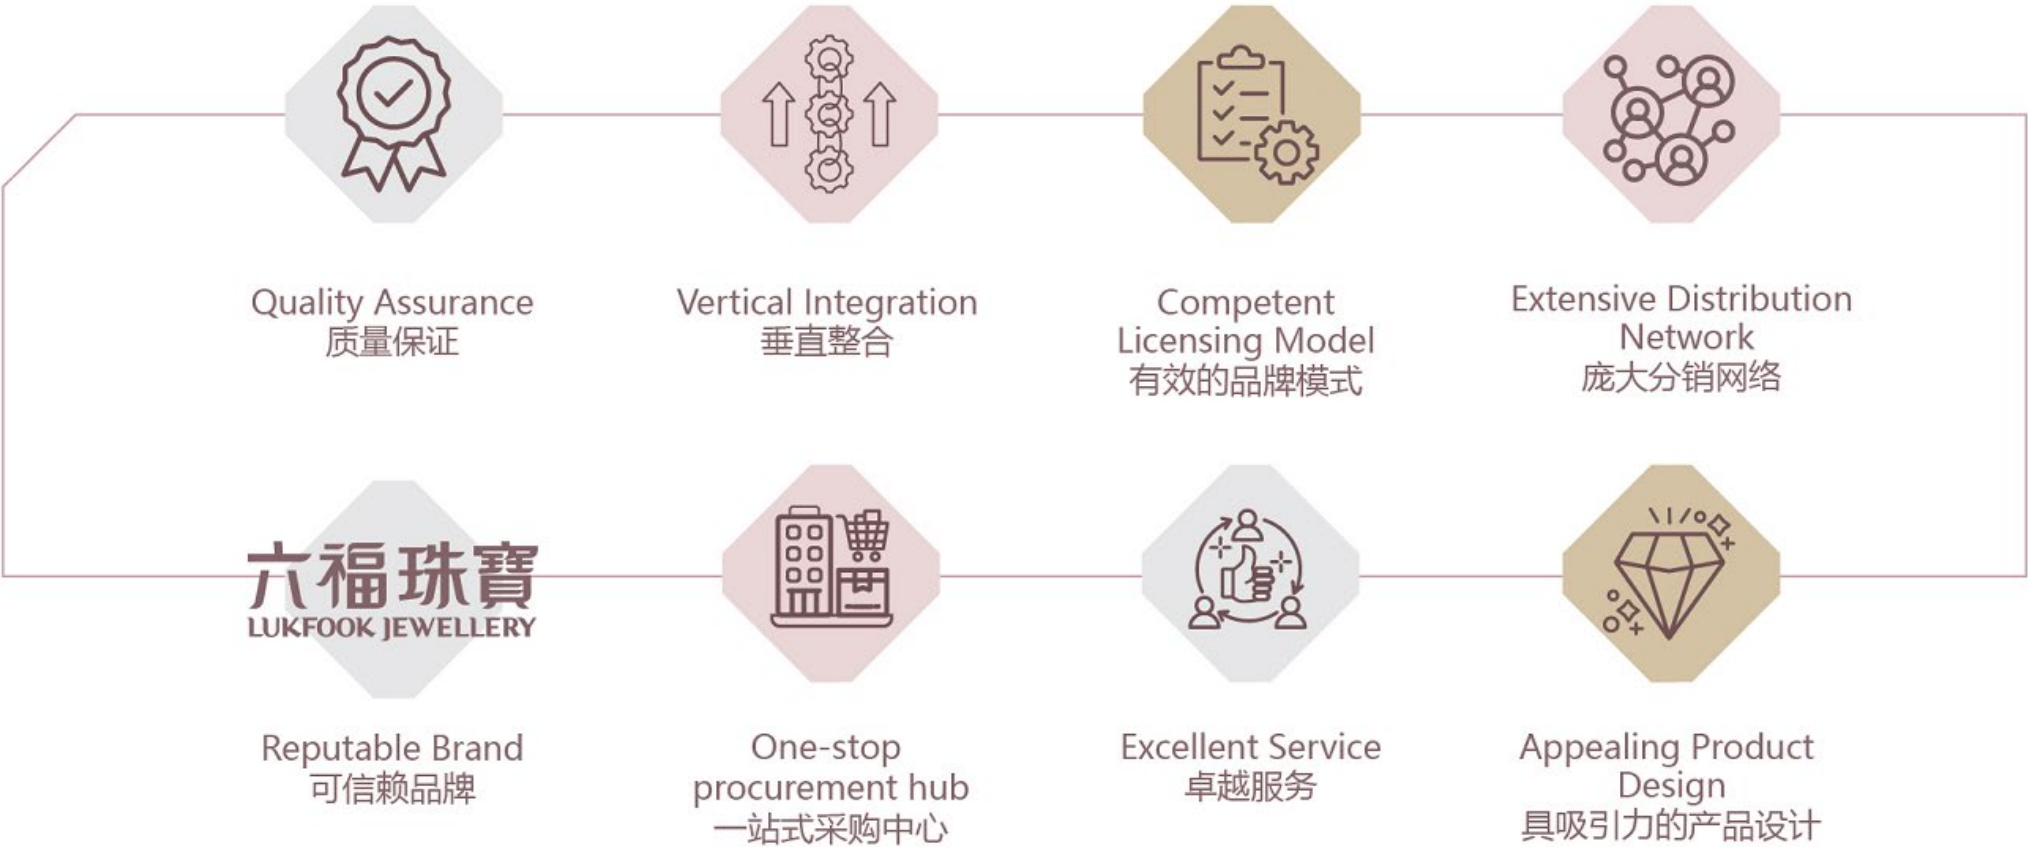 Quality Assurance
质量保证
Vertical Integration
垂直整合
Competent
Licensing Model
有效的品牌模式
Extensive Distribution
Network
庞大分销网络
六福珠寶
LUKFOOK JEWELLERY
Reputable Brand
可信赖品牌
One-stop
procurement hub
一站式采购中心
Excellent Service
卓越服务
Appealing Product
Design
具吸引力的产品设计